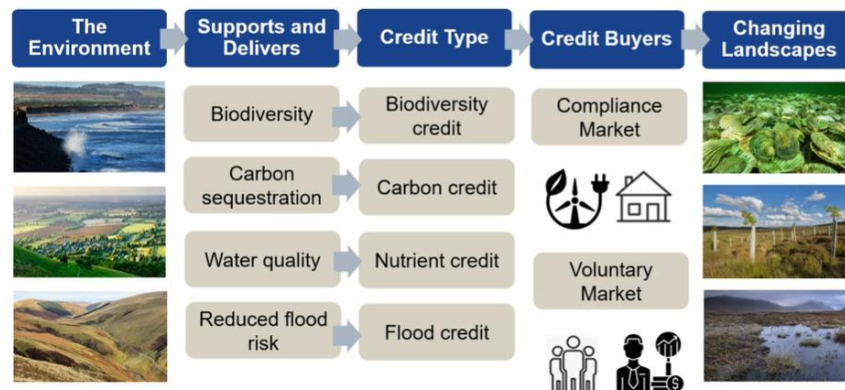 The
Environment
Supports and
Delivers
Credit Type
Credit Buyers
Changing
Landscapes
Biodiversity
Biodiversity
credit
Compliance
Market
Carbon
sequestration
Carbon credit
Water quality
Nutrient credit
Voluntary
Market
Reduced flood
risk
Flood credit
$